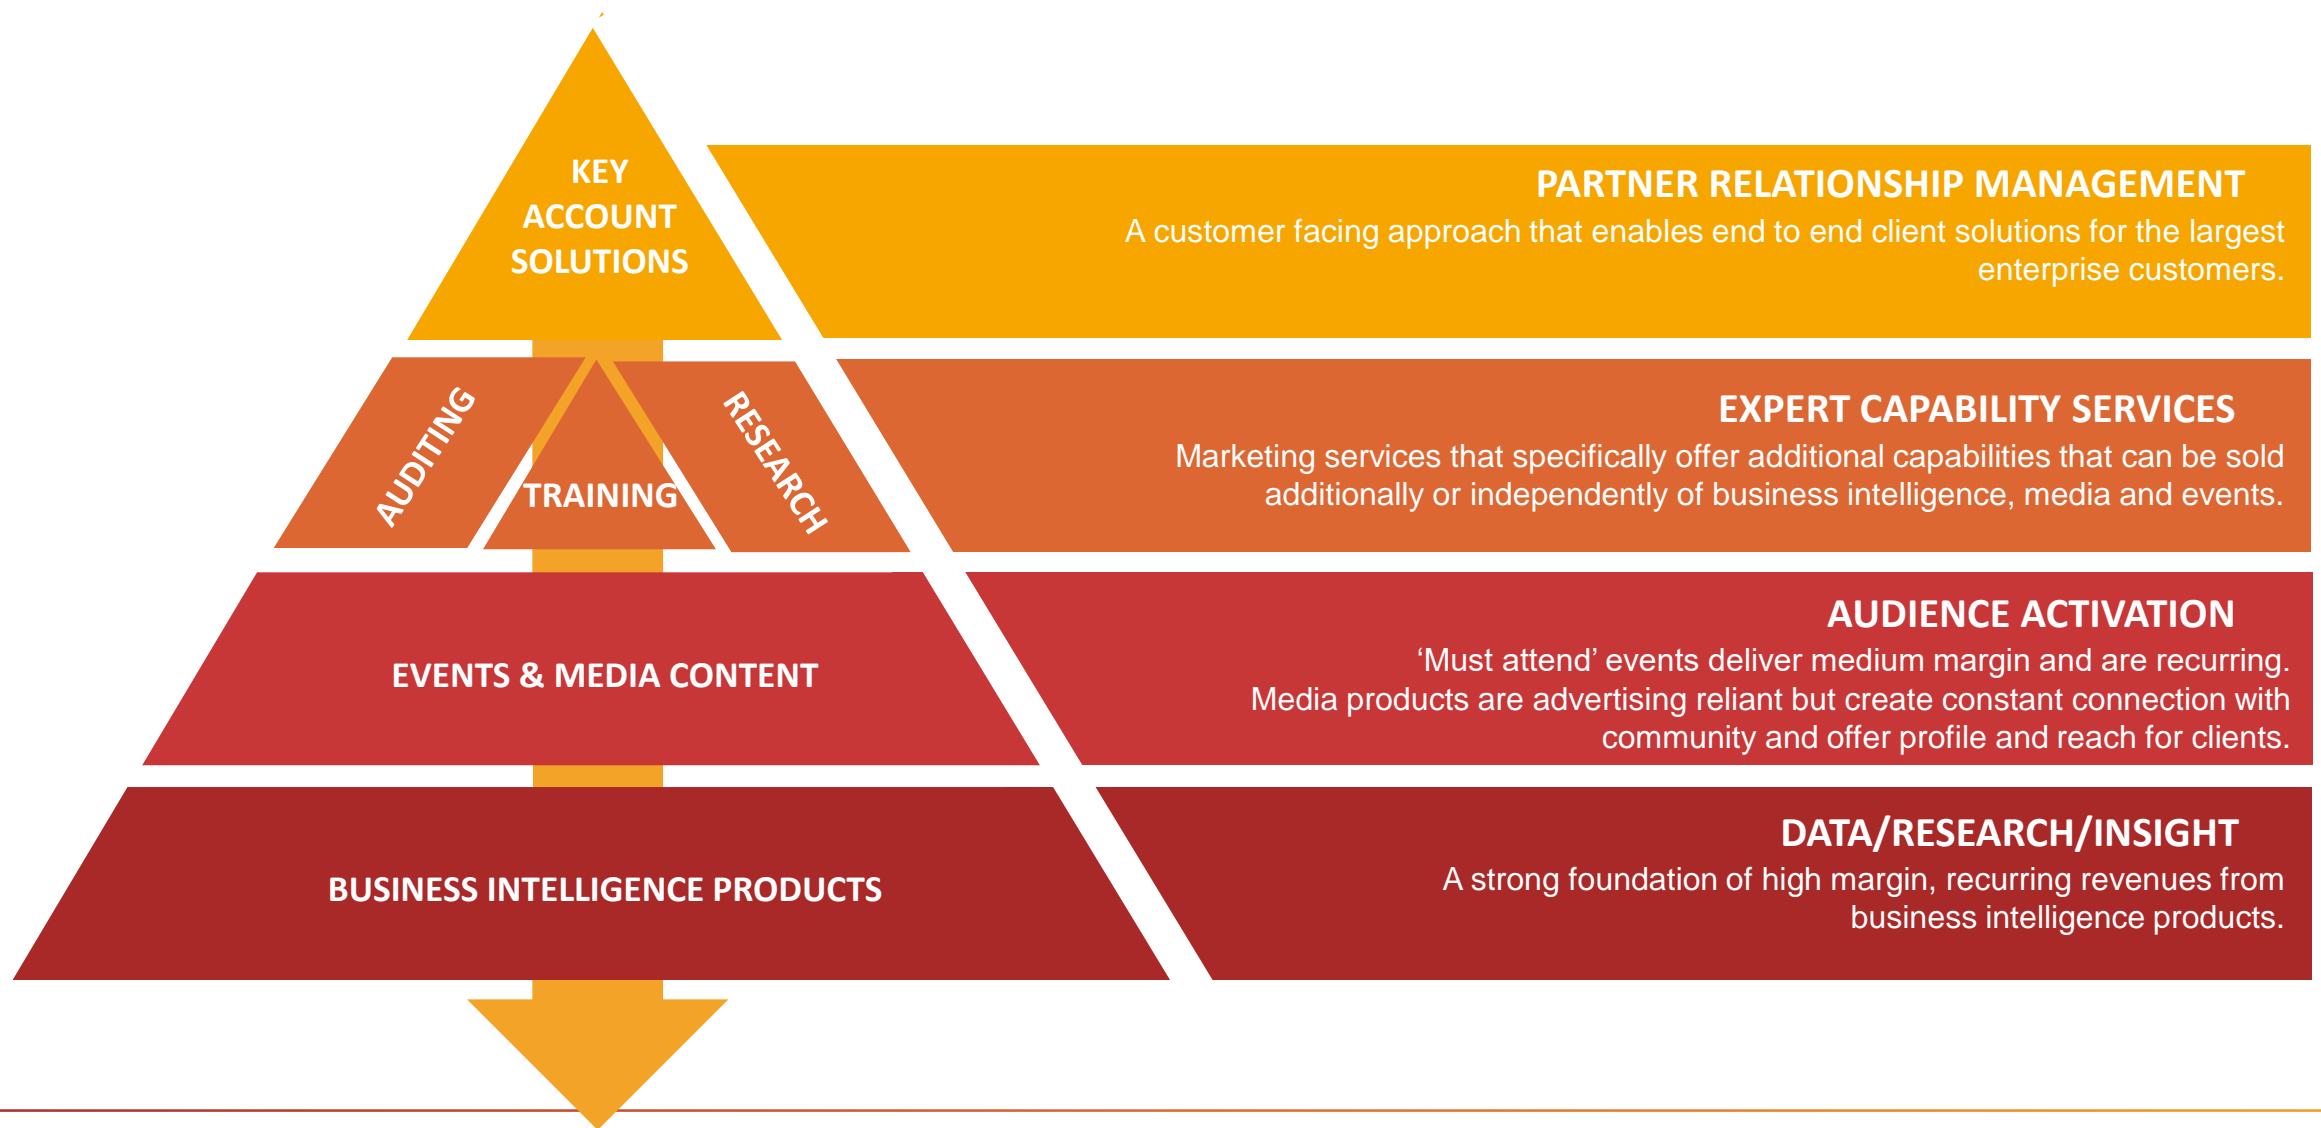 KEY
ACCOUNT
SOLUTIONS
PARTNER RELATIONSHIP MANAGEMENT
A customer facing approach that enables end to end client solutions for the largest
enterprise customers.
AUDITING
TRAINING
RESEARCH
EXPERT CAPABILITY SERVICES
Marketing services that specifically offer additional capabilities that can be sold
additionally or independently of business intelligence, media and events.
EVENTS & MEDIA CONTENT
AUDIENCE ACTIVATION
‘Must attend’ events deliver medium margin and are recurring.
Media products are advertising reliant but create constant connection with
community and offer profile and reach for clients.
BUSINESS INTELLIGENCE PRODUCTS
DATA/RESEARCH/INSIGHT
A strong foundation of high margin, recurring revenues from
business intelligence products.